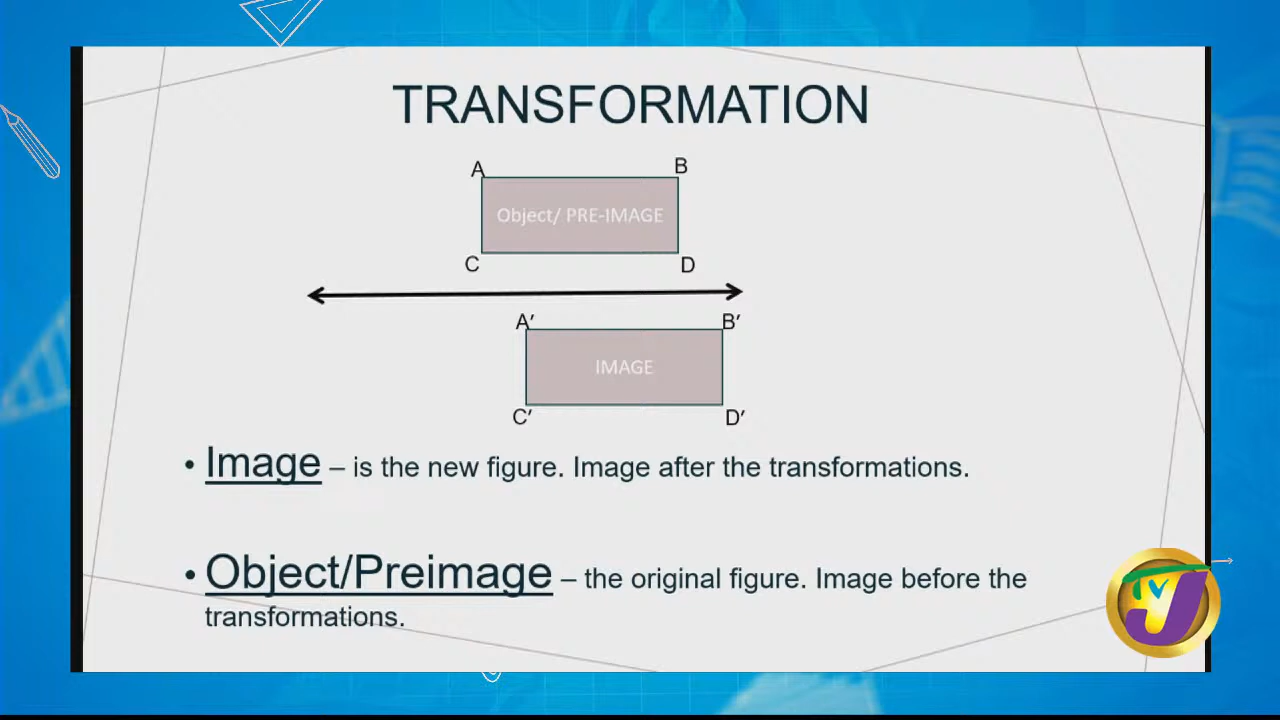 TRANSFORMATION
A B
Object/ PRE-IMAGE
C D
A′ B′
IMAGE
C′ D′
• Image – is the new figure. Image after the transformations.
• Object/Preimage – the original figure. Image before the
transformations.
TVJ